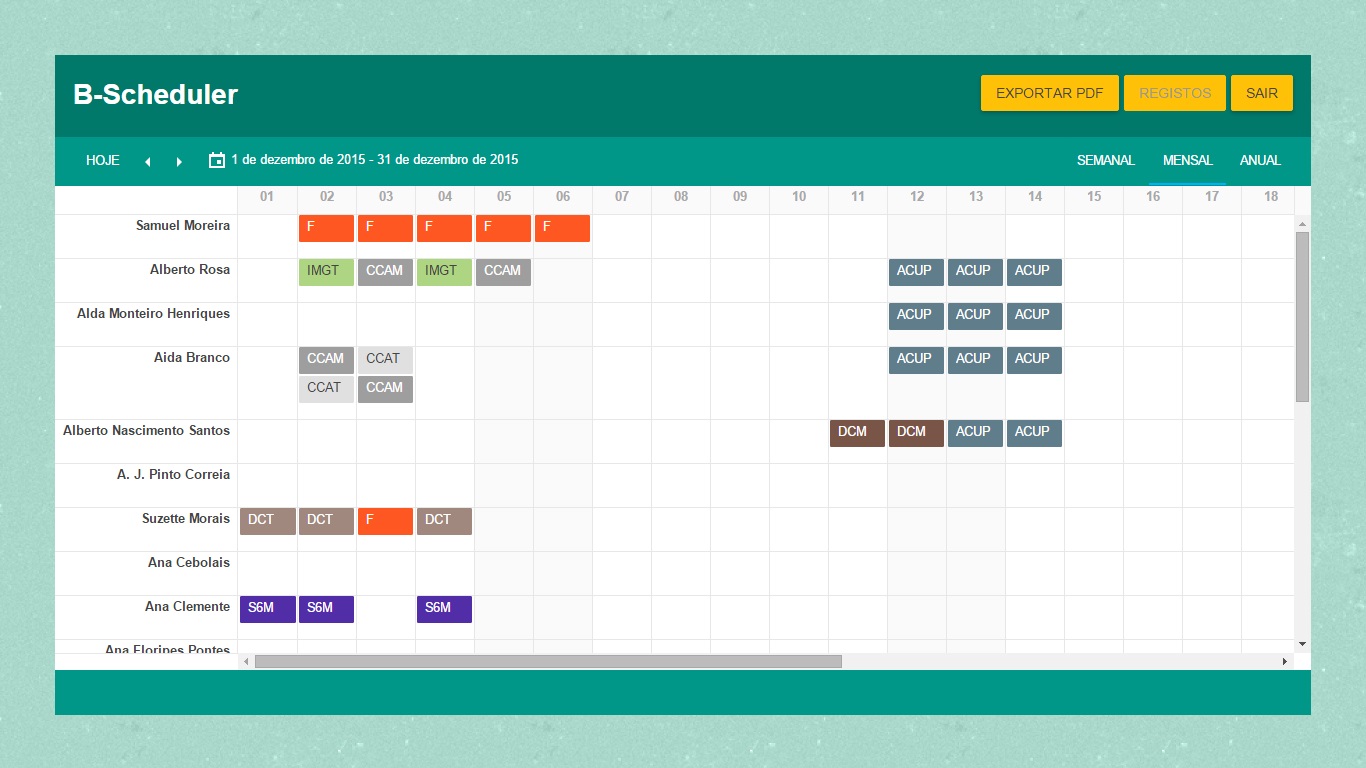 B-Scheduler EXPORTAR PDF REGISTOS SAIR
HOJE 1 de dezembro de 2015 - 31 de dezembro de 2015 SEMANAL MENSAL ANUAL
01 02 03 04 05 06 07 08 09 10 11 12 13 14 15 16 17 18
Samuel Moreira F F F F F
Alberto Rosa IMGT CCAM IMGT CCAM ACUP ACUP ACUP
Alda Monteiro Henriques ACUP ACUP ACUP
Aida Branco CCAM CCAT ACUP ACUP ACUP
CCAT CCAM
Alberto Nascimento Santos DCM DCM ACUP ACUP
A. J. Pinto Correia
Suzette Morais DCT DCT F DCT
Ana Cebolais
Ana Clemente S6M S6M S6M
Ana Floripes Pontes